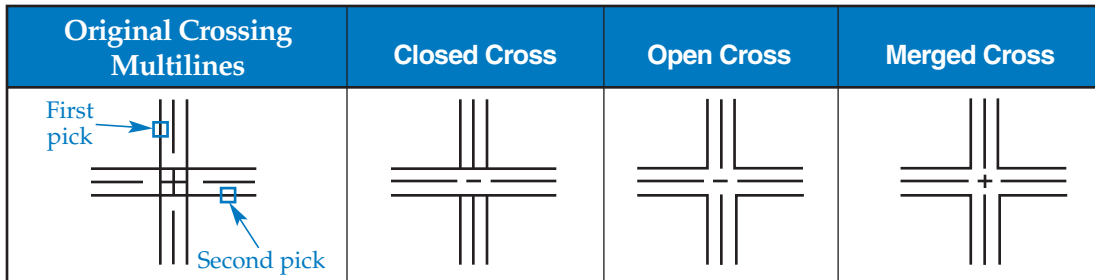 Original Crossing
Multilines
Closed Cross
Open Cross
Merged Cross
First
pick
Second pick